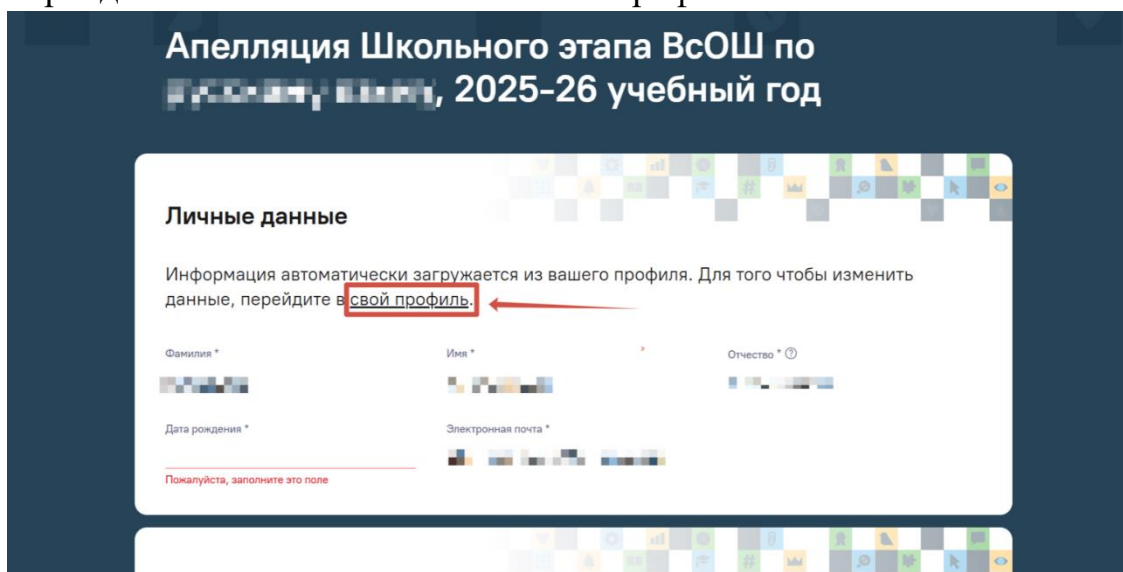 Апелляция Школьного этапа ВсОШ по
, 2025-26 учебный год
Личные данные
Информация автоматически загружается из вашего профиля. Для того чтобы изменить
данные, перейдите в свой профиль.
Фамилия * Имя * Отчество *
Дата рождения * Электронная почта *
Пожалуйста, заполните это поле